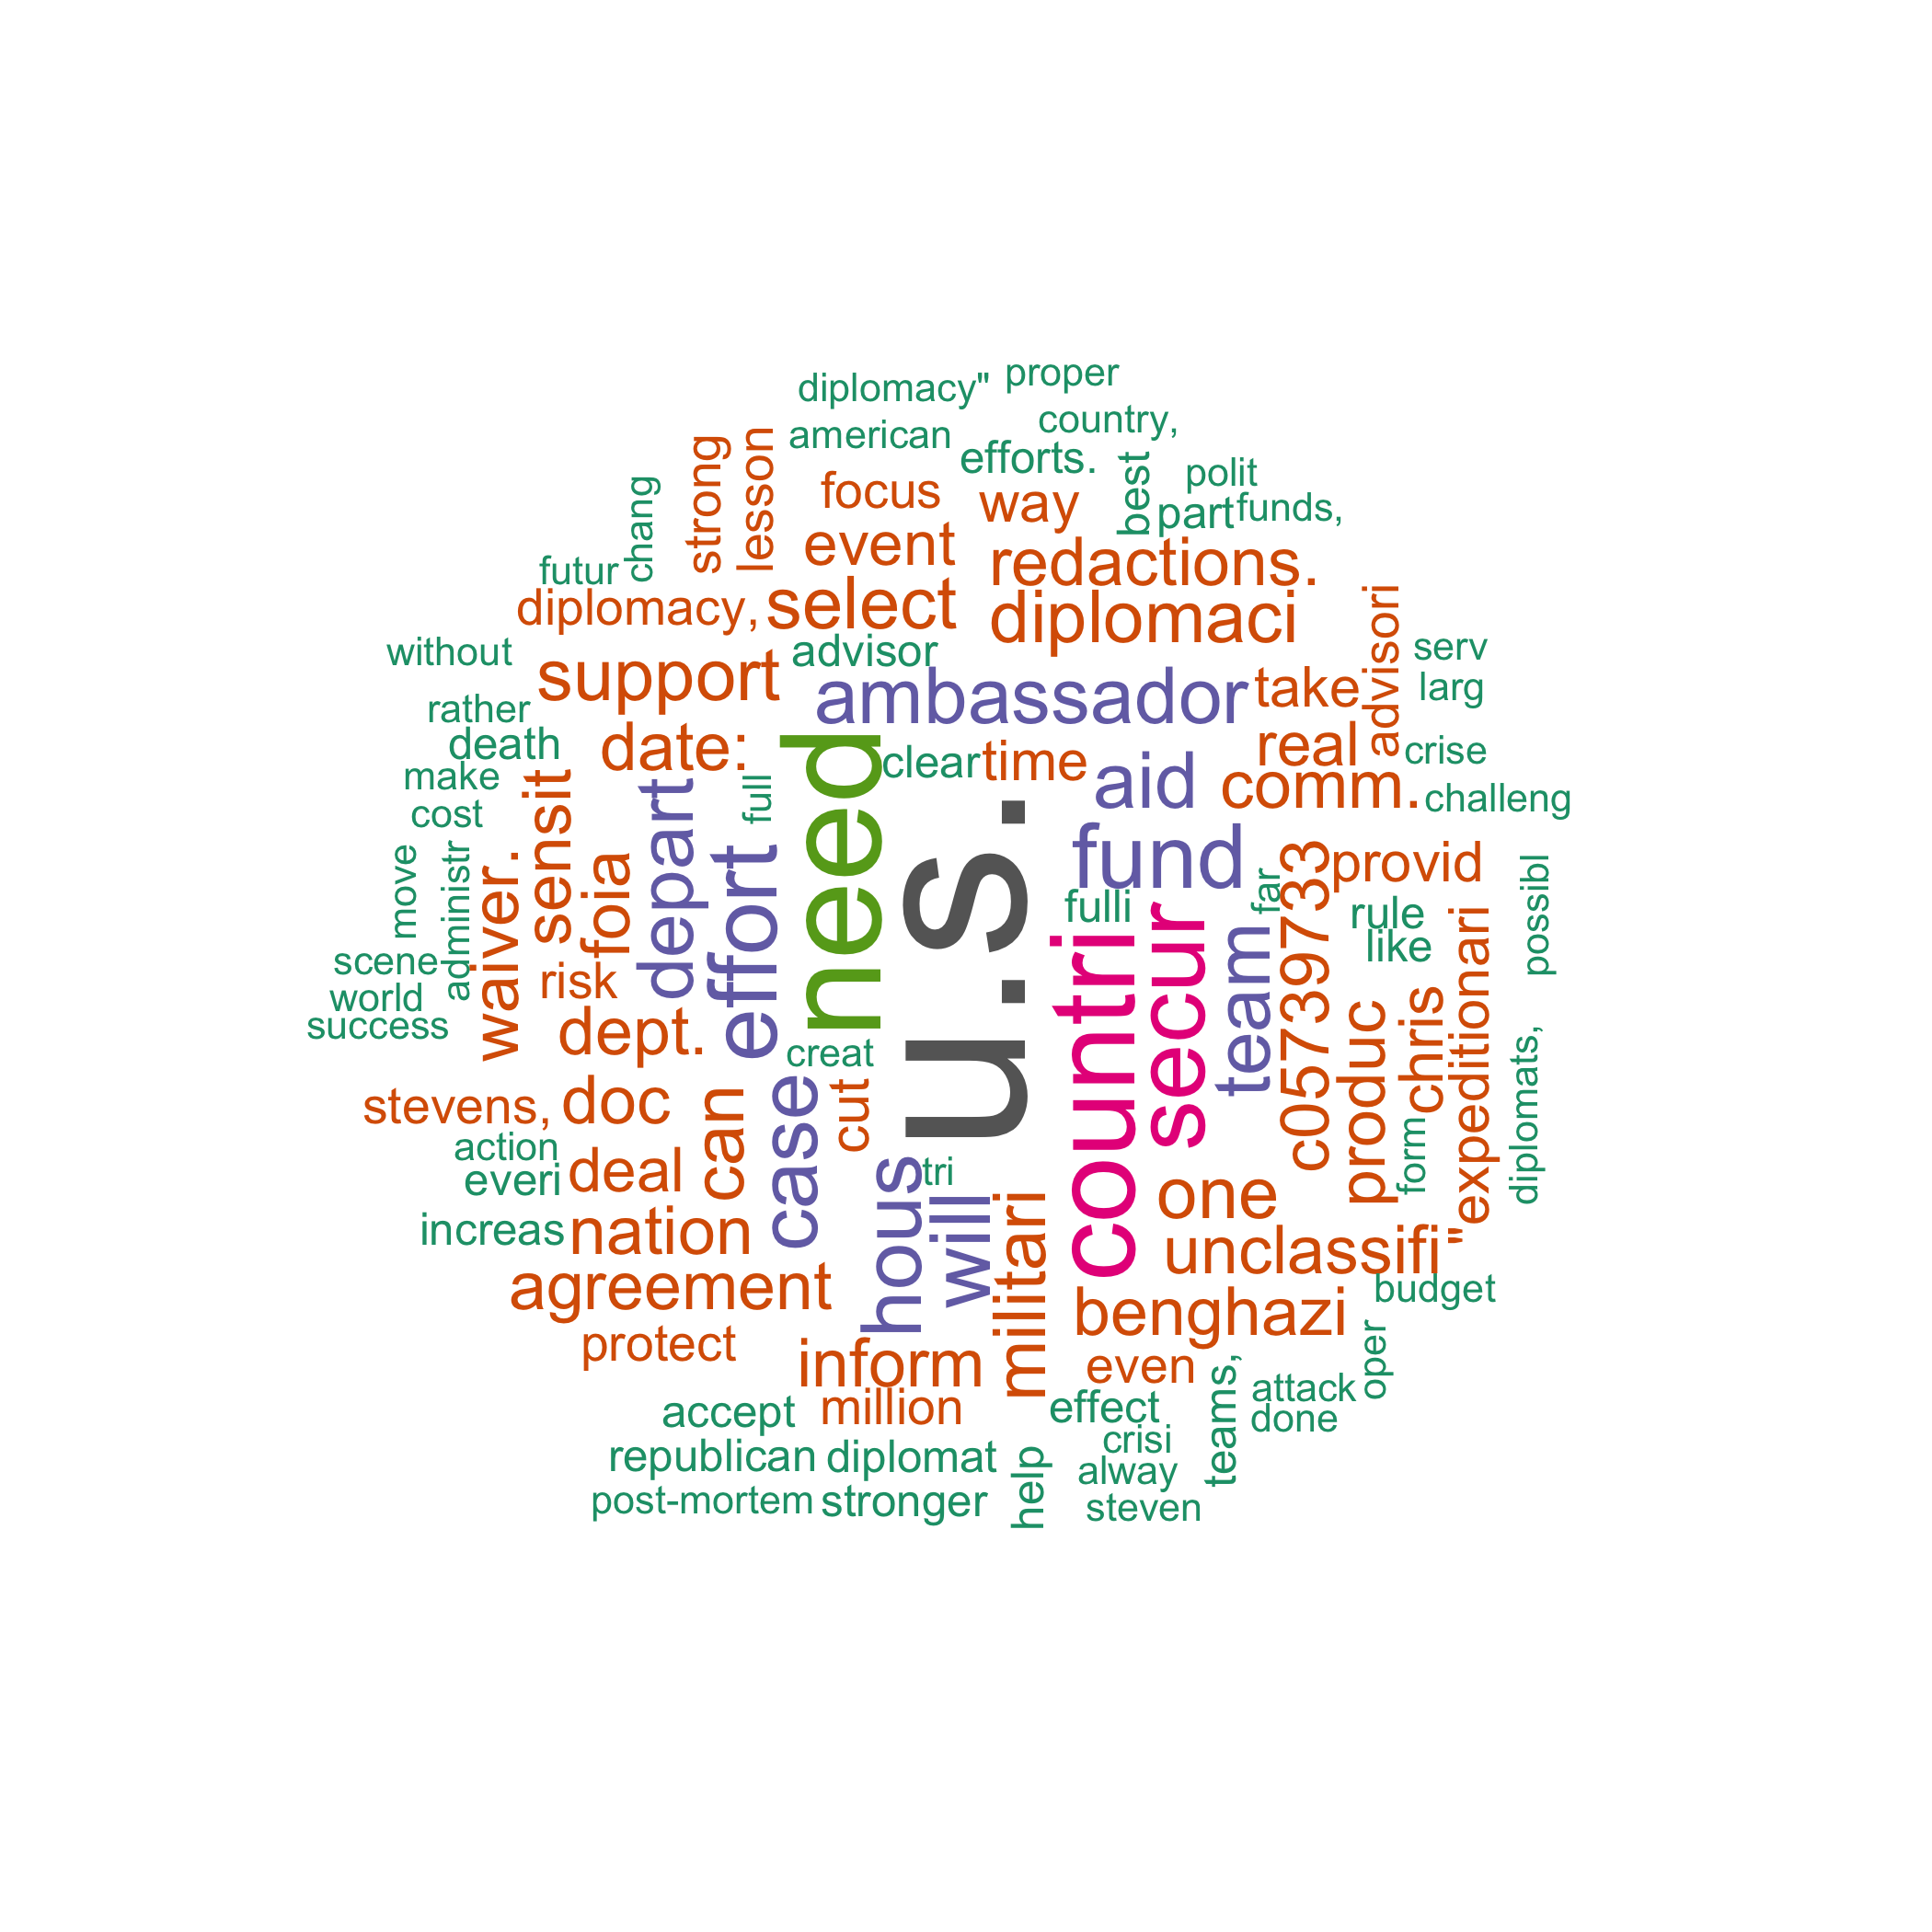 diplomacy" proper
american
country,
efforts.
best
polit
part
funds,
strong
lesson
chang
focus
way
futur
event
redactions.
diplomacy,
select
diplomaci
advisori
without
support
advisor
ambassador
take
serv
larg
rather
death
date:
need
clear
time
aid
real
crise
make
cost
sensit
depart
full
u.s.
comm.
challeng
fund
move
administr
waiver.
foia
effort
fulli
far
c05739733
provid
possibl
rule
like
scene
world
success
risk
dept.
creat
countri
secur
team
produc
chris
expeditionari
stevens,
doc
can
case
cut
tri
form
diplomats,
action
everi
deal
hous
will
militari
one
increas
nation
unclassifi
"
agreement
benghazi
budget
protect
inform
even
oper
accept
million
effect
teams,
attack
done
republican
diplomat
help
crisi
alway
post-mortem
stronger
steven